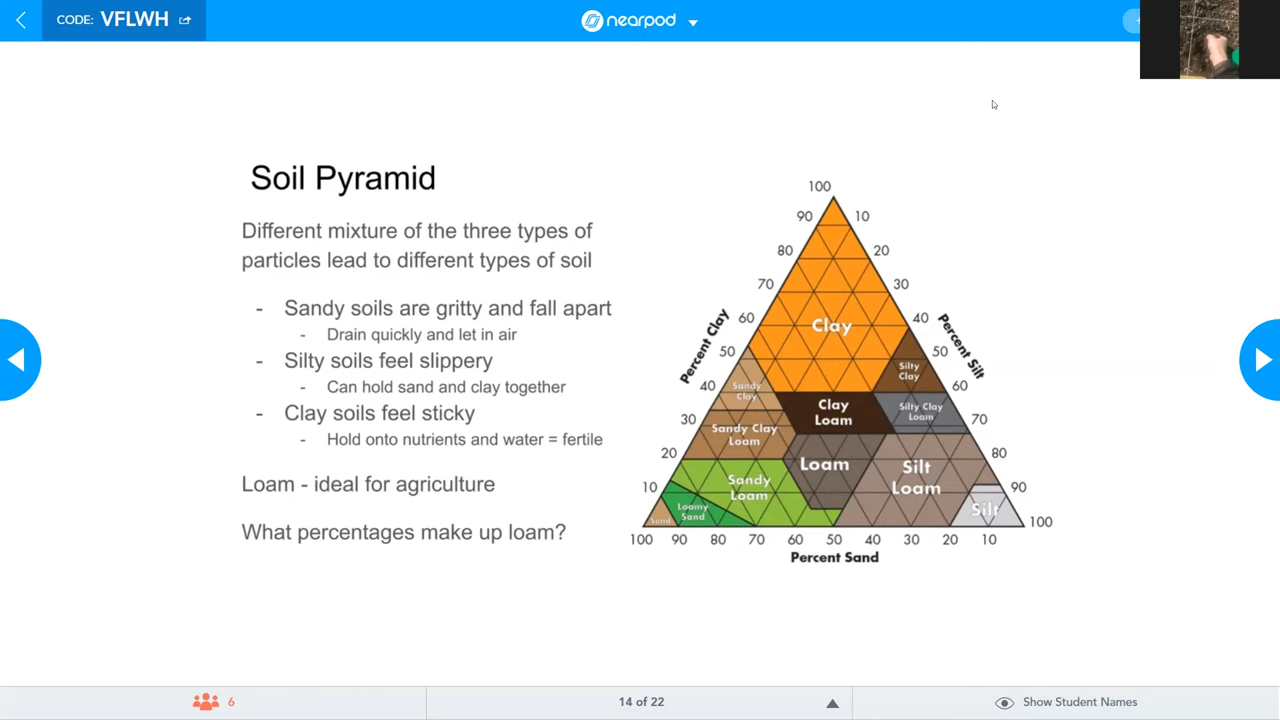 CODE: VFLWH
nearpod
Soil Pyramid
Different mixture of the three types of
particles lead to different types of soil
- Sandy soils are gritty and fall apart
- Drain quickly and let in air
- Silty soils feel slippery
- Can hold sand and clay together
- Clay soils feel sticky
- Hold onto nutrients and water = fertile
Loam - ideal for agriculture
What percentages make up loam?
100
90 10
80 20
70 30
60 40
50 50
40 60
30 70
20 80
10 90
100
Percent Clay
Percent Silt
Clay
Silty
Clay
Sandy
Clay
Clay
Loam
Silty Clay
Loam
Sandy Clay
Loam
Loam
Silt
Loam
Sandy
Loam
Loamy
Sand
Sand
Silt
100 90 80 70 60 50 40 30 20 10
Percent Sand
6
14 of 22
Show Student Names